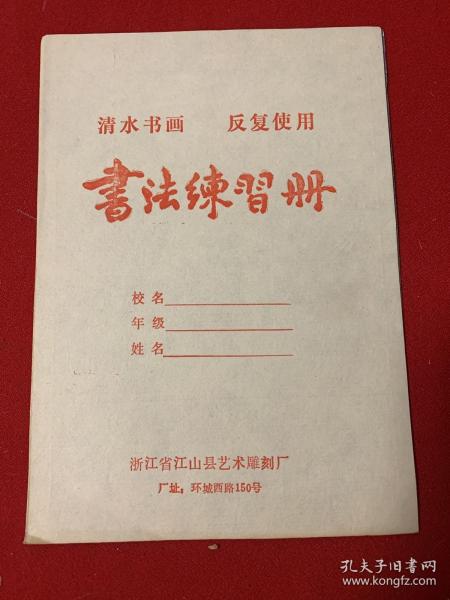 清水书画 反复使用
書法練習册
校名
年级
姓名
浙江省江山县艺术雕刻厂
厂址：环城西路150号
孔夫子旧书网
www.kongfz.com